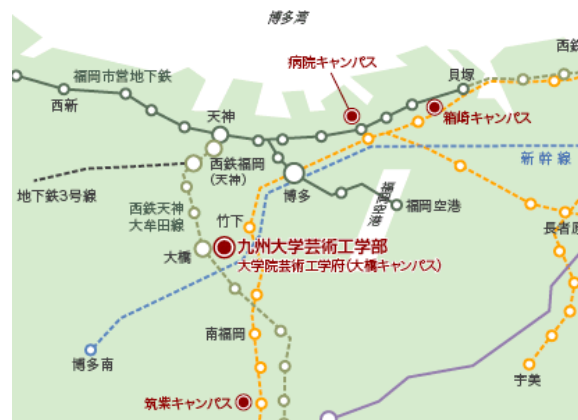 博多湾
西鉄
福岡市営地下鉄
病院キャンパス
貝塚
西新
天神
箱崎キャンパス
西鉄福岡
(天神)
新幹線
地下鉄3号線
博多
福岡空港
福岡空港
西鉄天神
大牟田線
竹下
長者原
大橋
九州大学芸術工学部
大学院芸術工学府(大橋キャンパス)
南福岡
博多南
宇美
筑紫キャンパス